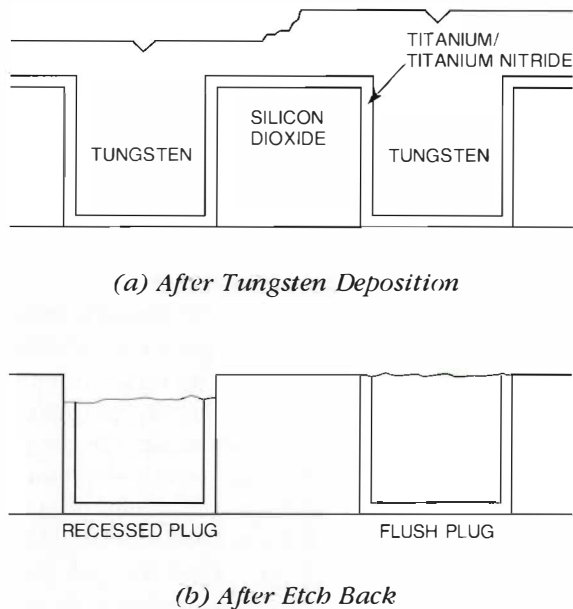 TITANIUM/
TITANIUM NITRIDE
SILICON
DIOXIDE
TUNGSTEN
TUNGSTEN
(a) After Tungsten Deposition
RECESSED PLUG
FLUSH PLUG
(b) After Etch Back